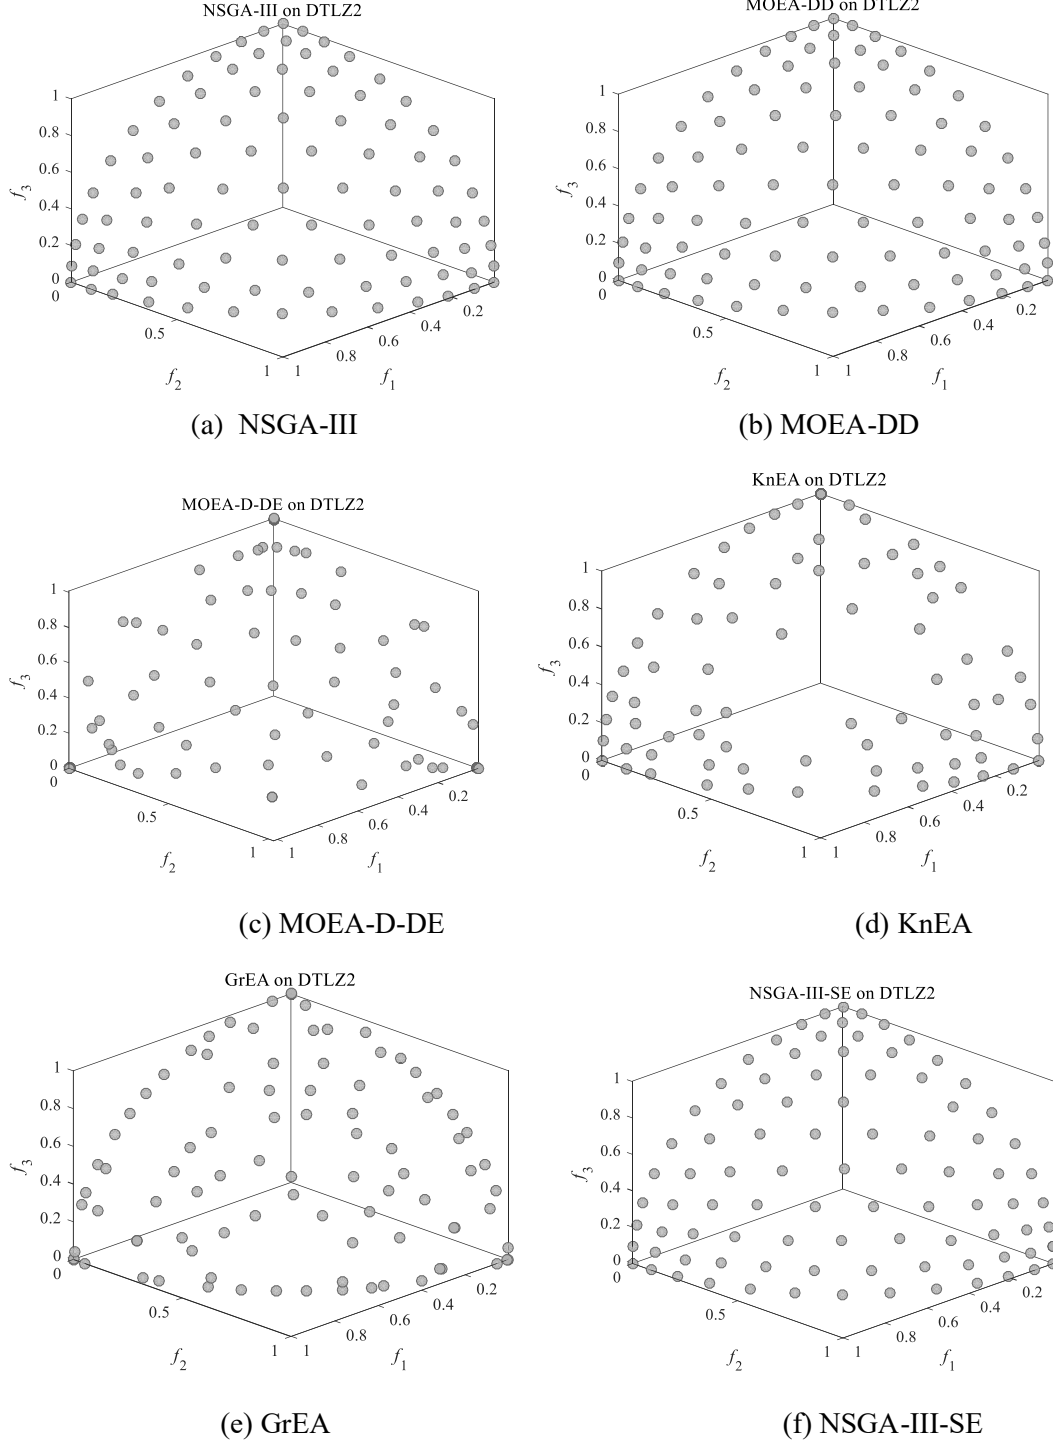 NSGA-III on DTLZ2
1
0.8
0.6
0.4
0.2
0
f3
0
0.5
1
f2
1
0.8
0.6
0.4
0.2
f1
(a) NSGA-III
MOEA-DD on DTLZ2
1
0.8
0.6
0.4
0.2
0
f3
0
0.5
1
f2
1
0.8
0.6
0.4
0.2
f1
(b) MOEA-DD
MOEA-D-DE on DTLZ2
1
0.8
0.6
0.4
0.2
0
f3
0
0.5
1
f2
1
0.8
0.6
0.4
0.2
f1
(c) MOEA-D-DE
KnEA on DTLZ2
1
0.8
0.6
0.4
0.2
0
f3
0
0.5
1
f2
1
0.8
0.6
0.4
0.2
f1
(d) KnEA
GrEA on DTLZ2
1
0.8
0.6
0.4
0.2
0
f3
0
0.5
1
f2
1
0.8
0.6
0.4
0.2
f1
(e) GrEA
NSGA-III-SE on DTLZ2
1
0.8
0.6
0.4
0.2
0
f3
0
0.5
1
f2
1
0.8
0.6
0.4
0.2
f1
(f) NSGA-III-SE